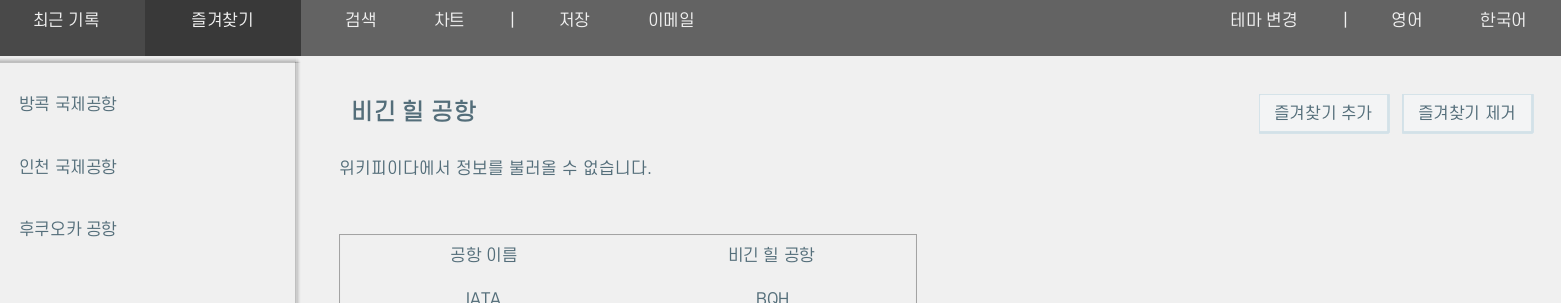 최근 기록 즐겨찾기 검색 차트 | 저장 이메일 테마 변경 | 영어 한국어
방콕 국제공항
인천 국제공항
후쿠오카 공항
비긴 힐 공항 즐겨찾기 추가 즐겨찾기 제거
위키피이다에서 정보를 불러올 수 없습니다.
공항 이름 비긴 힐 공항
IATA BQH